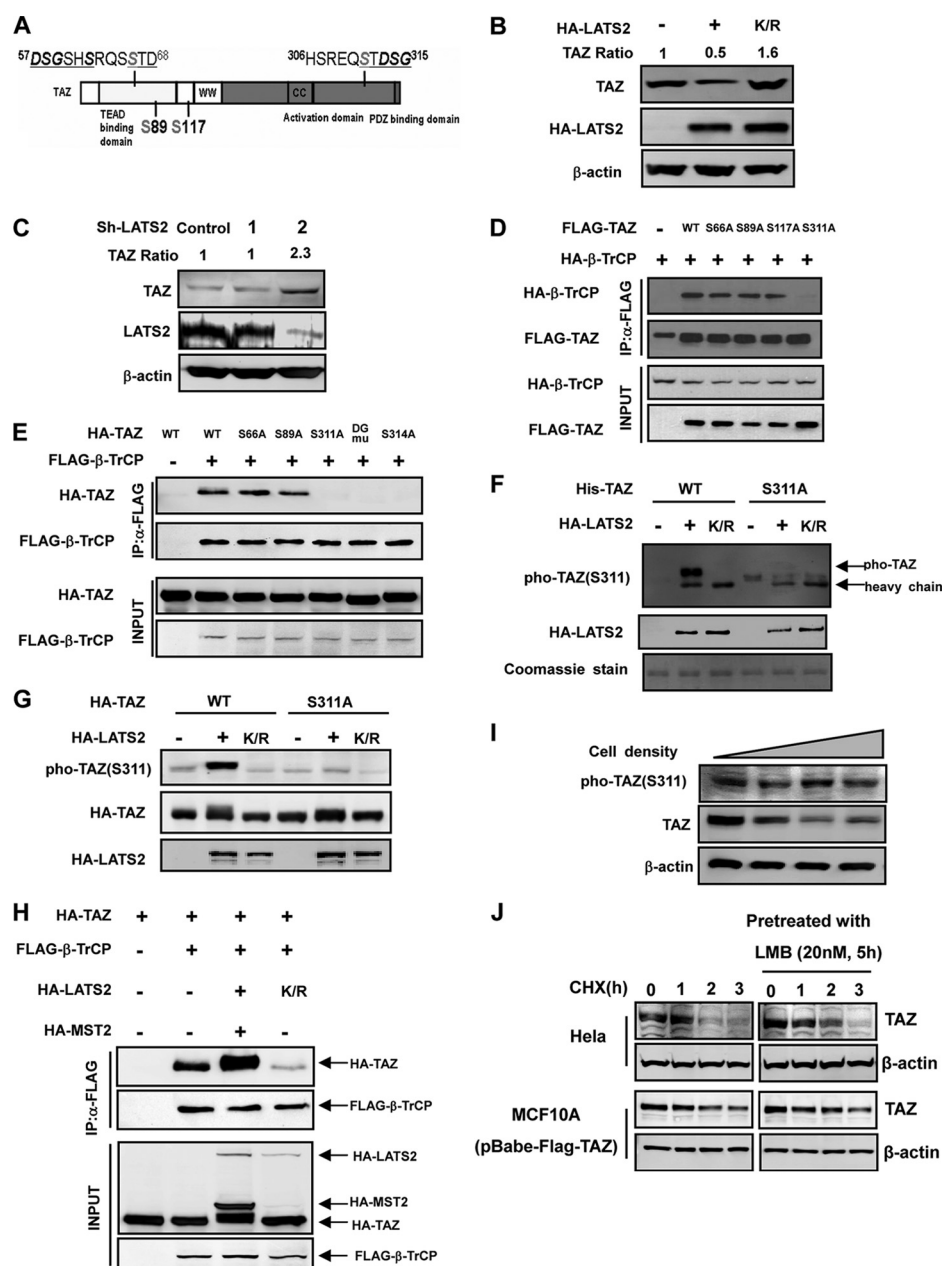 A
57DSGSHSRQSSTD68
306HSREQSTDSG315
TAZ
WW
CC
TEAD binding domain
S89 S117
Activation domain
PDZ binding domain
B
HA-LATS2 - + K/R
TAZ Ratio 1 0.5 1.6
TAZ
HA-LATS2
β-actin
C
Sh-LATS2 Control 1 2
TAZ Ratio 1 1 2.3
TAZ
LATS2
β-actin
D
FLAG-TAZ - WT S66A S89A S117A S311A
HA-β-TrCP + + + + + +
HA-β-TrCP
FLAG-TAZ
IP:α-FLAG
HA-β-TrCP
FLAG-TAZ
INPUT
E
HA-TAZ WT WT S66A S89A S311A DG mu S314A
FLAG-β-TrCP - + + + + + +
HA-TAZ
FLAG-β-TrCP
IP:α-FLAG
HA-TAZ
FLAG-β-TrCP
INPUT
F
His-TAZ WT S311A
HA-LATS2 - + K/R - + K/R
pho-TAZ(S311)
pho-TAZ
heavy chain
HA-LATS2
Coomassie stain
G
HA-TAZ WT S311A
HA-LATS2 - + K/R - + K/R
pho-TAZ(S311)
HA-TAZ
HA-LATS2
H
HA-TAZ + + + +
FLAG-β-TrCP - + + +
HA-LATS2 - - + K/R
HA-MST2 - - + -
IP:α-FLAG
HA-TAZ
FLAG-β-TrCP
INPUT
HA-LATS2
HA-MST2
HA-TAZ
FLAG-β-TrCP
I
Cell density
pho-TAZ(S311)
TAZ
β-actin
J
Pretreated with
LMB (20nM, 5h)
CHX(h) 0 1 2 3 0 1 2 3
Hela
TAZ
β-actin
MCF10A
(pBabe-Flag-TAZ)
TAZ
β-actin